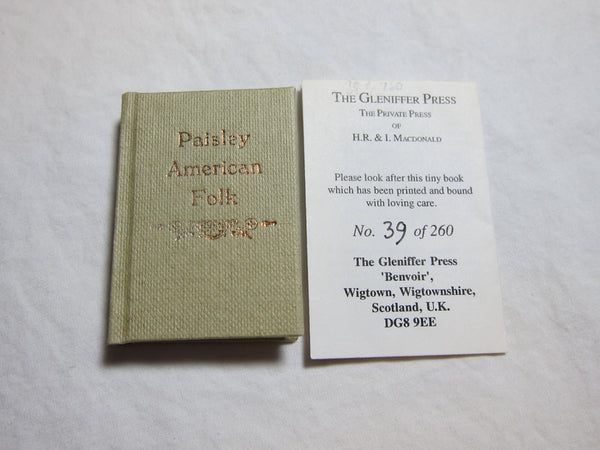 Paisley
American
Folk
THE GLENIFFER PRESS
THE PRIVATE PRESS
OF
H.R. & I. MACDONALD
Please look after this tiny book
which has been printed and bound
with loving care.
No. 39 of 260
The Gleniffer Press
'Benvoir',
Wigtown, Wigtownshire,
Scotland, U.K.
DG8 9EE